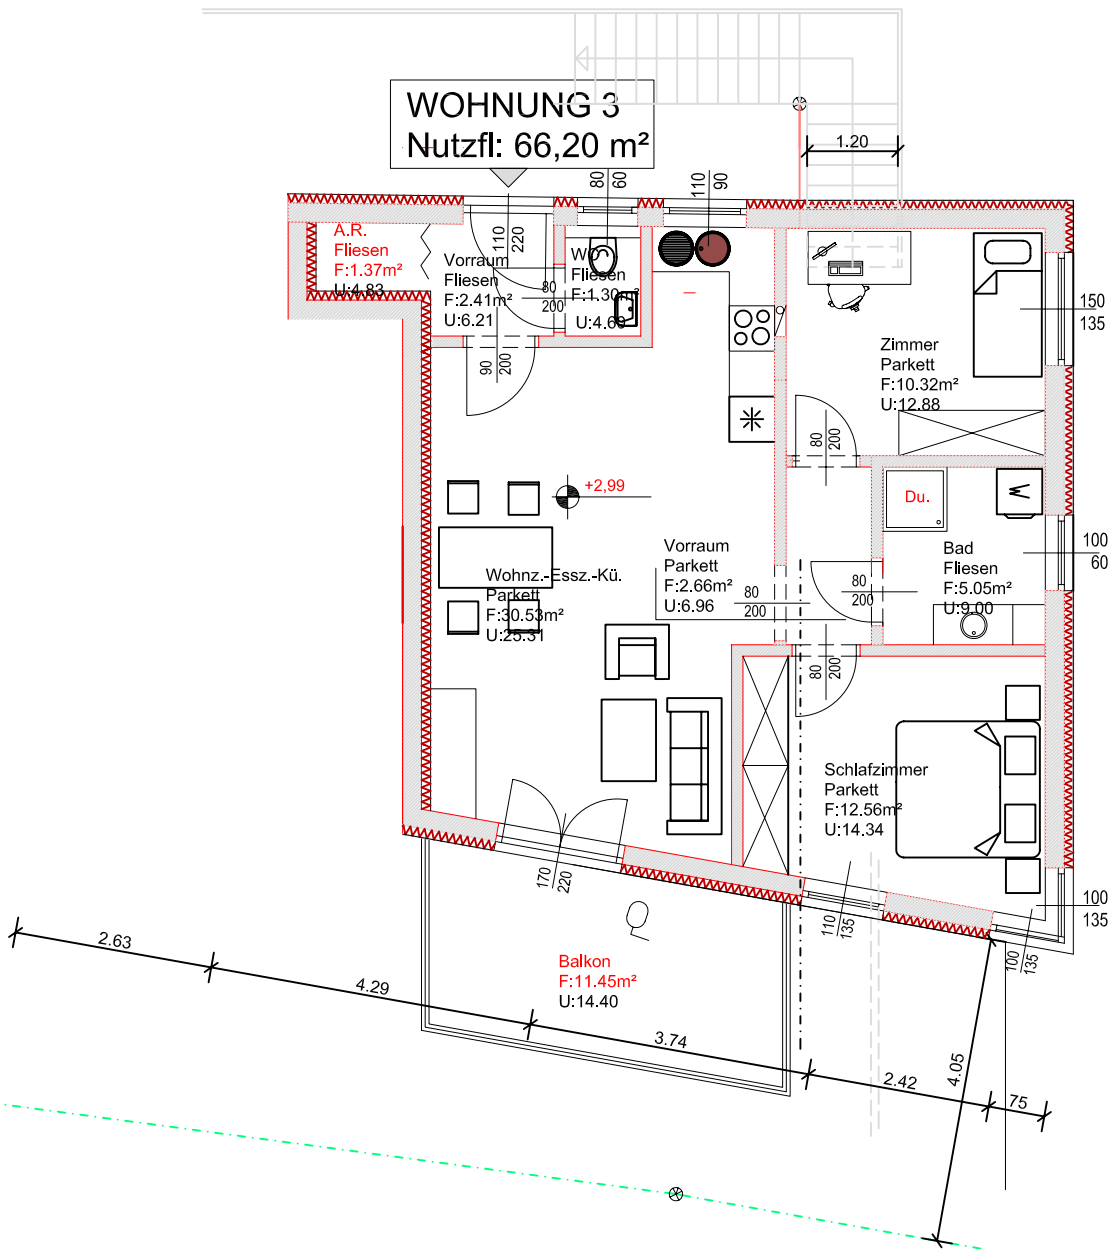 WOHNUNG 3
Nutzfl: 66,20 m²
1.20
80
60
110
90
110
220
A.R.
Fliesen
F:1.37m²
U:4.83
Vorraum
Fliesen
F:2.41m²
U:6.21
WC
Fliesen
F:1.30m²
U:4.60
80
200
90
200
150
135
Zimmer
Parkett
F:10.32m²
U:12.88
80
200
+2,99
Du.
100
60
Bad
Fliesen
F:5.05m²
U:9.00
Vorraum
Parkett
F:2.66m²
U:6.96
80
200
80
200
Wohnz.-Essz.-Kü.
Parkett
F:30.53m²
U:25.31
80
200
Schlafzimmer
Parkett
F:12.56m²
U:14.34
170
220
110
135
100
135
100
135
Balkon
F:11.45m²
U:14.40
2.63
4.29
3.74
2.42
75
4.05